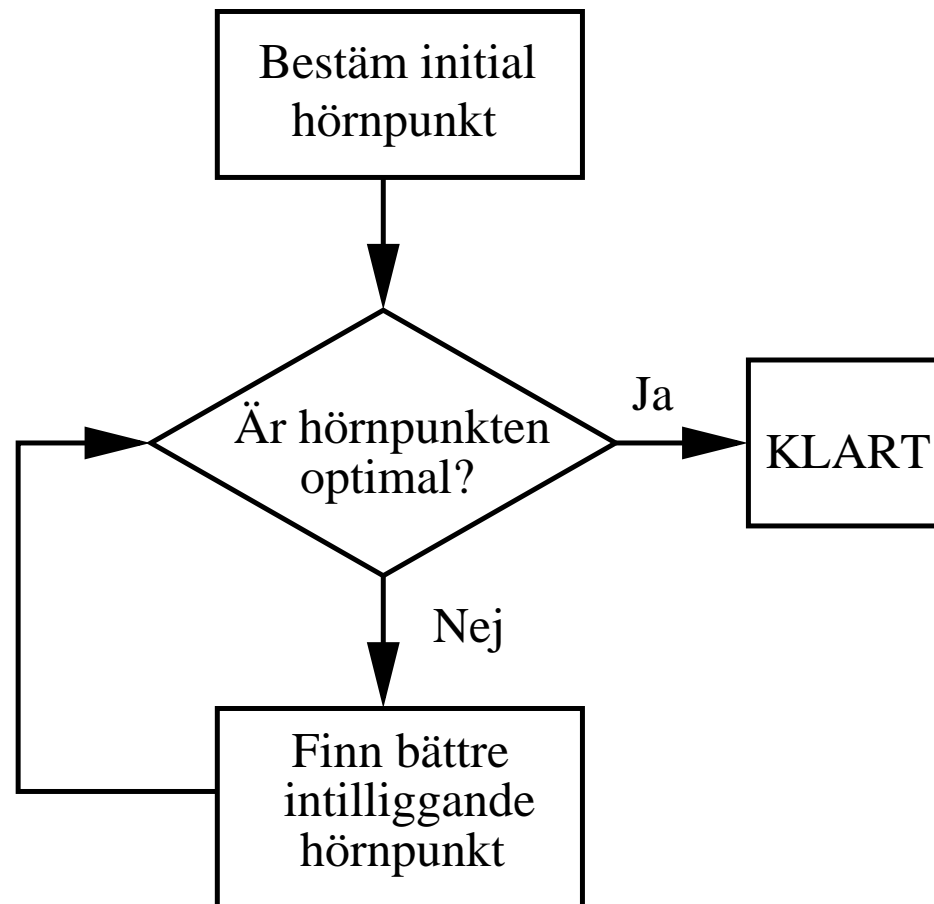 Bestäm initial
hörnpunkt
Är hörnpunkten
optimal?
Ja
KLART
Nej
Finn bättre
intilliggande
hörnpunkt